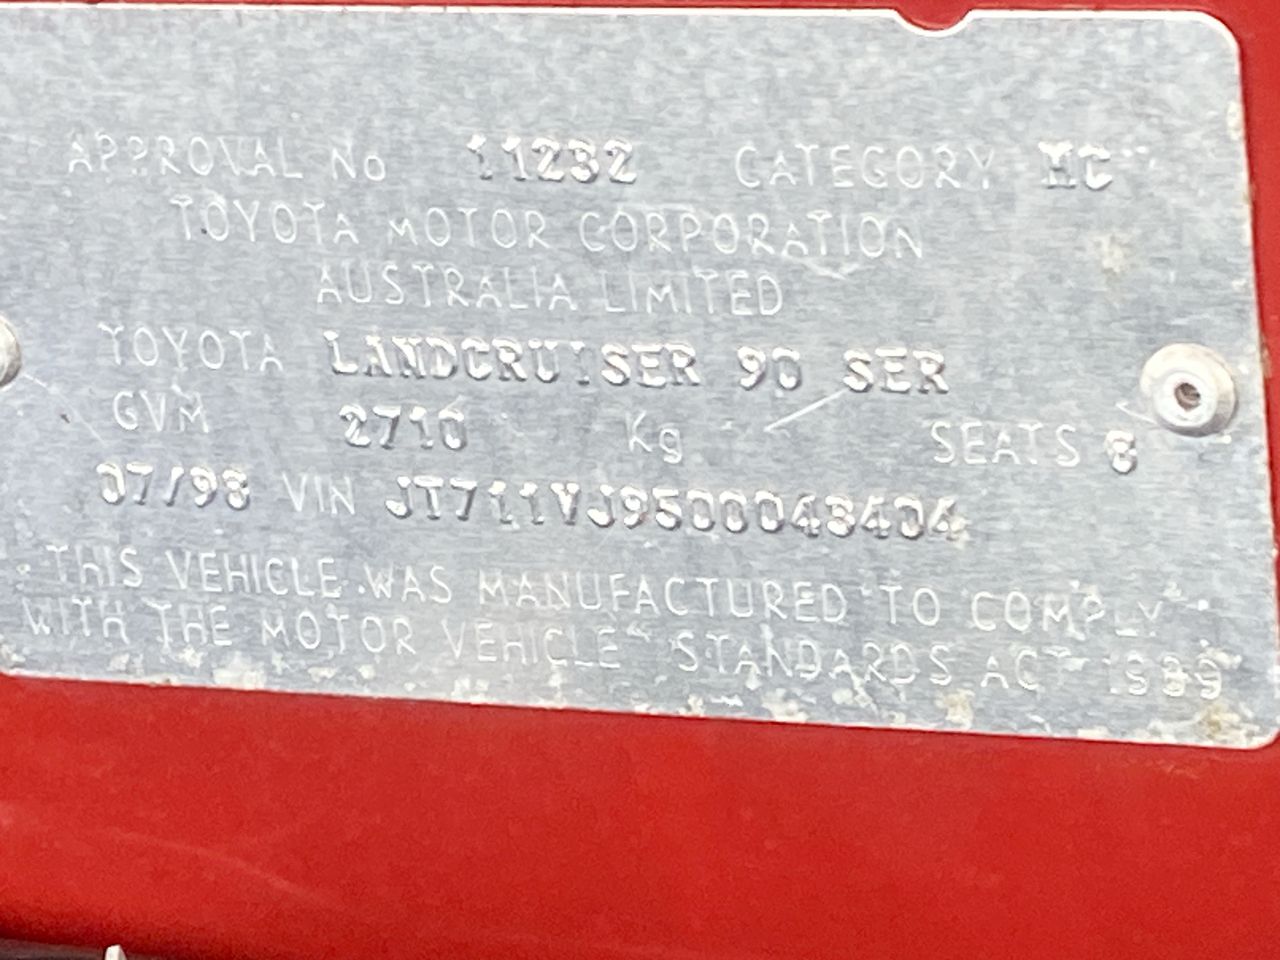 APPROVAL No 11232 CATEGORY MC
TOYOTA MOTOR CORPORATION
AUSTRALIA LIMITED
TOYOTA LANDCRUISER 90 SER
GVM 2710 Kg SEATS 8
07/98 VIN JT711VJ9500043404
THIS VEHICLE WAS MANUFACTURED TO COMPLY
WITH THE MOTOR VEHICLE STANDARDS ACT 1989